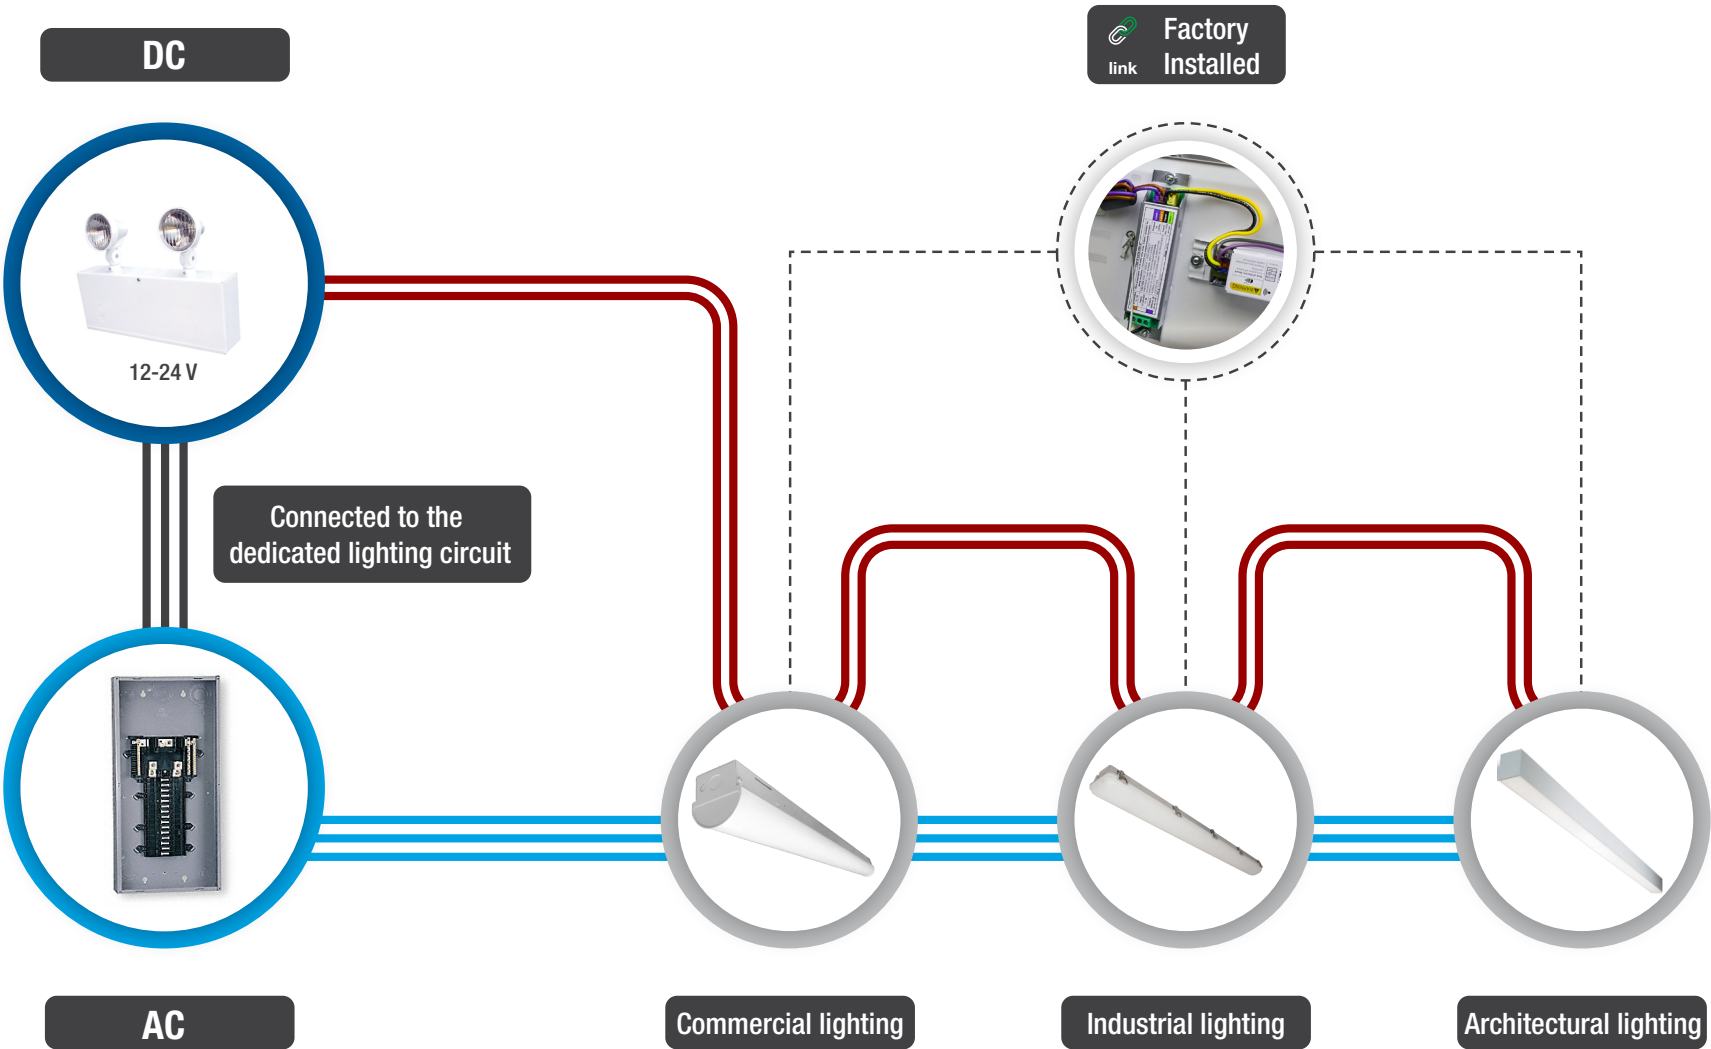 DC
Factory
Installed
link
12-24 V
Connected to the
dedicated lighting circuit
AC
Commercial lighting
Industrial lighting
Architectural lighting